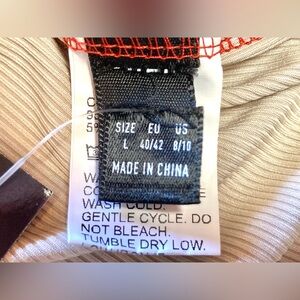 SIZE EU US
L 40/42 8/10
MADE IN CHINA
WASH COLD.
GENTLE CYCLE. DO
NOT BLEACH.
TUMBLE DRY LOW.